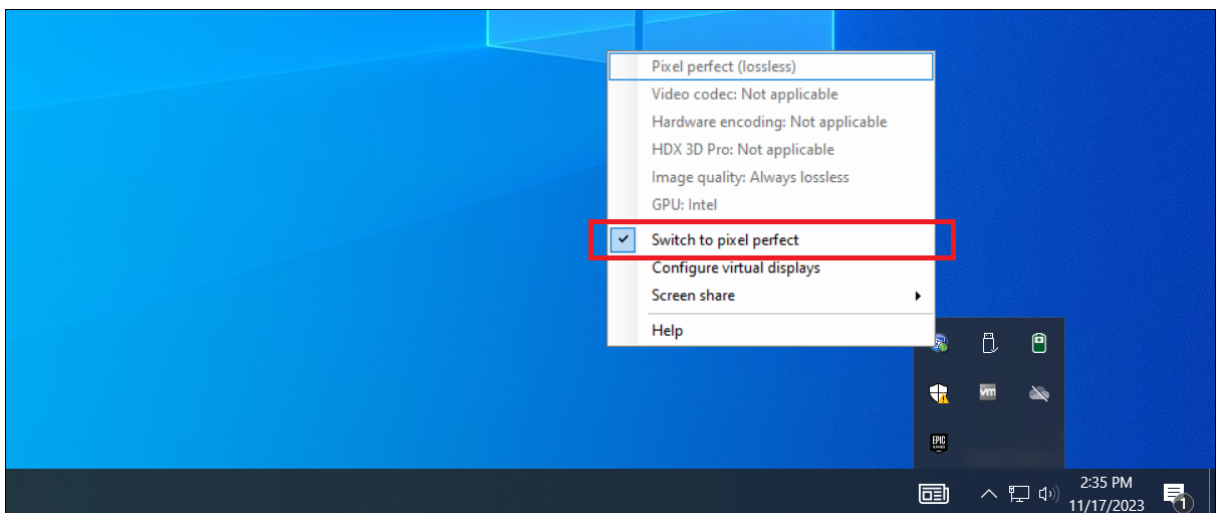 Pixel perfect (lossless)
Video codec: Not applicable
Hardware encoding: Not applicable
HDX 3D Pro: Not applicable
Image quality: Always lossless
GPU: Intel
Switch to pixel perfect
Configure virtual displays
Screen share
Help
vm
EPIC
GAMES
2:35 PM
11/17/2023
1